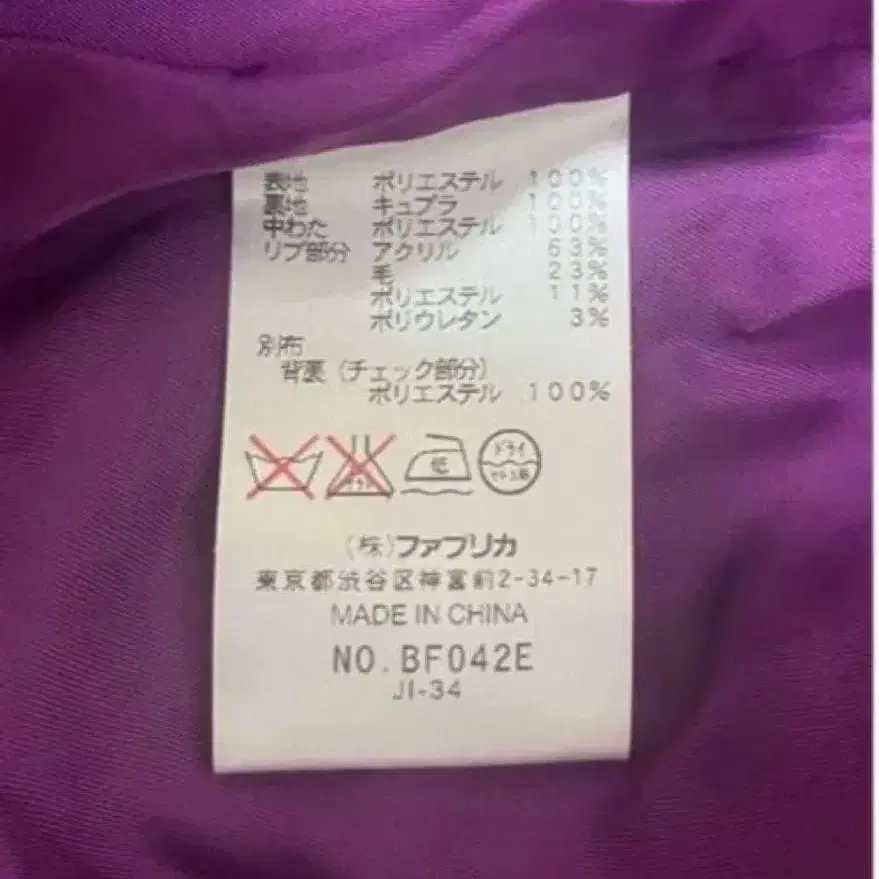 表地 ポリエステル 100%
裏地 キュプラ 100%
中わた ポリエステル 100%
リブ部分 アクリル 63%
毛 23%
ポリエステル 11%
ポリウレタン 3%
別布
背裏(チェック部分)
ポリエステル 100%
低 ドライ
(株)ファブリカ
東京都渋谷区神宮前2-34-17
MADE IN CHINA
NO. BF042E
JI-34